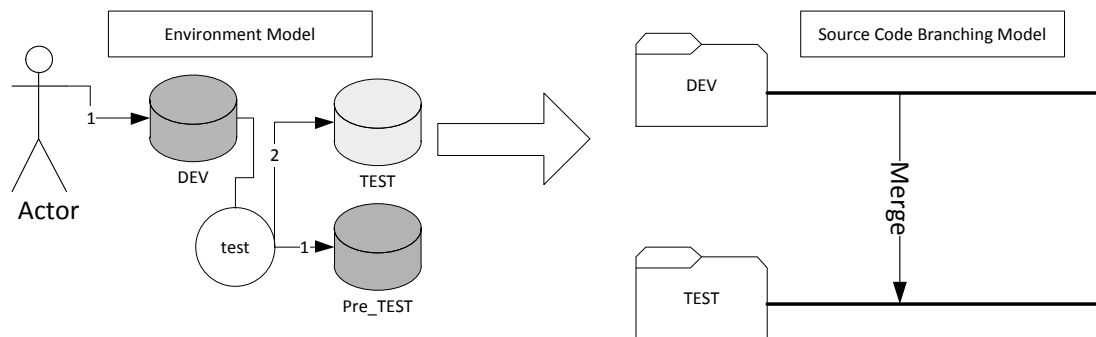 Environment Model
Source Code Branching Model
1
DEV
2
TEST
Actor
test
1
Pre_TEST
DEV
Merge
TEST